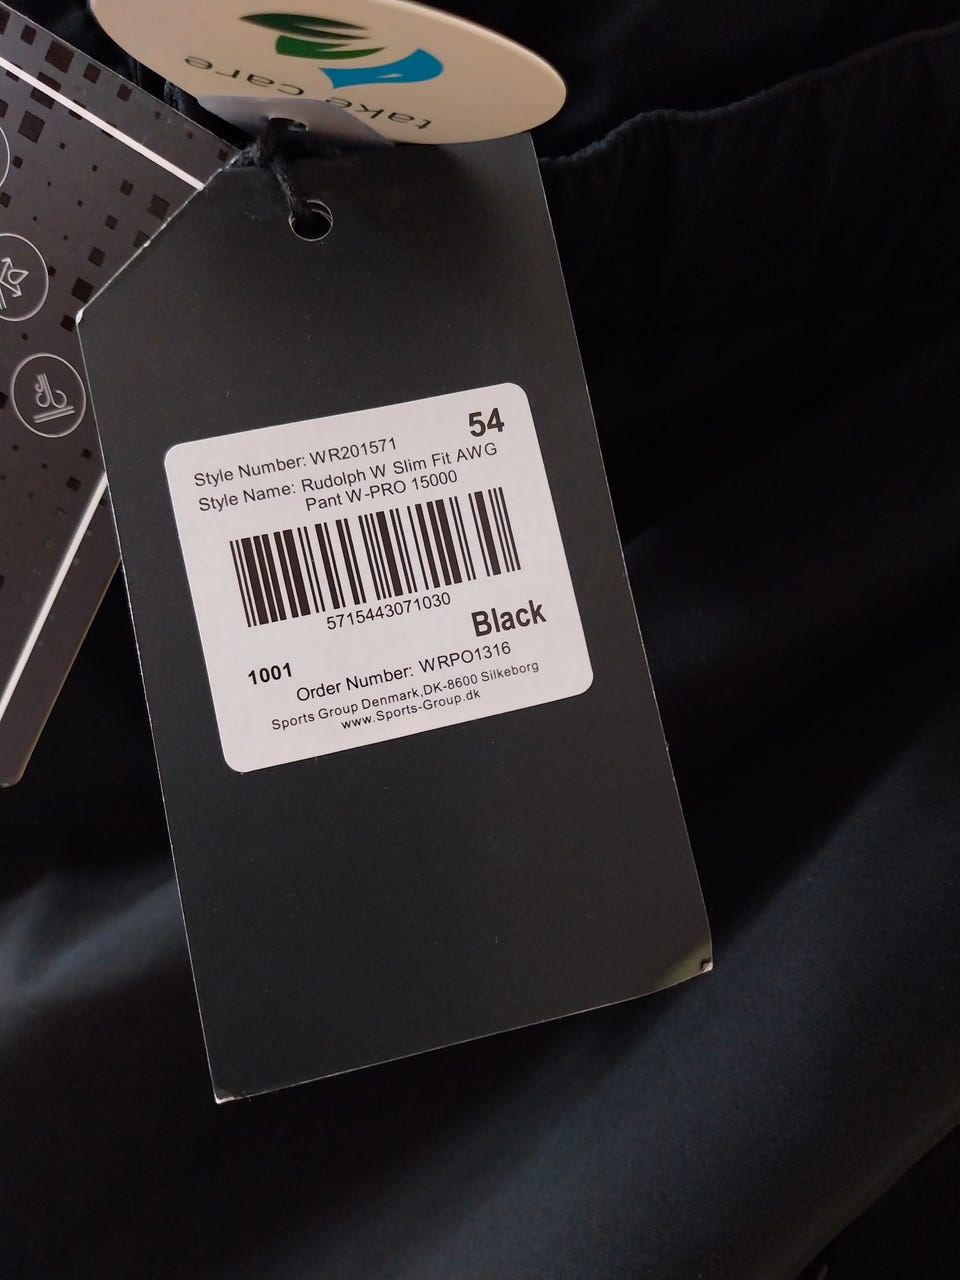 take care
54
Style Number: WR201571
Style Name: Rudolph W Slim Fit AWG
Pant W-PRO 15000
5715443071030
Black
1001
Order Number: WRPO1316
Sports Group Denmark,DK-8600 Silkeborg
www.Sports-Group.dk